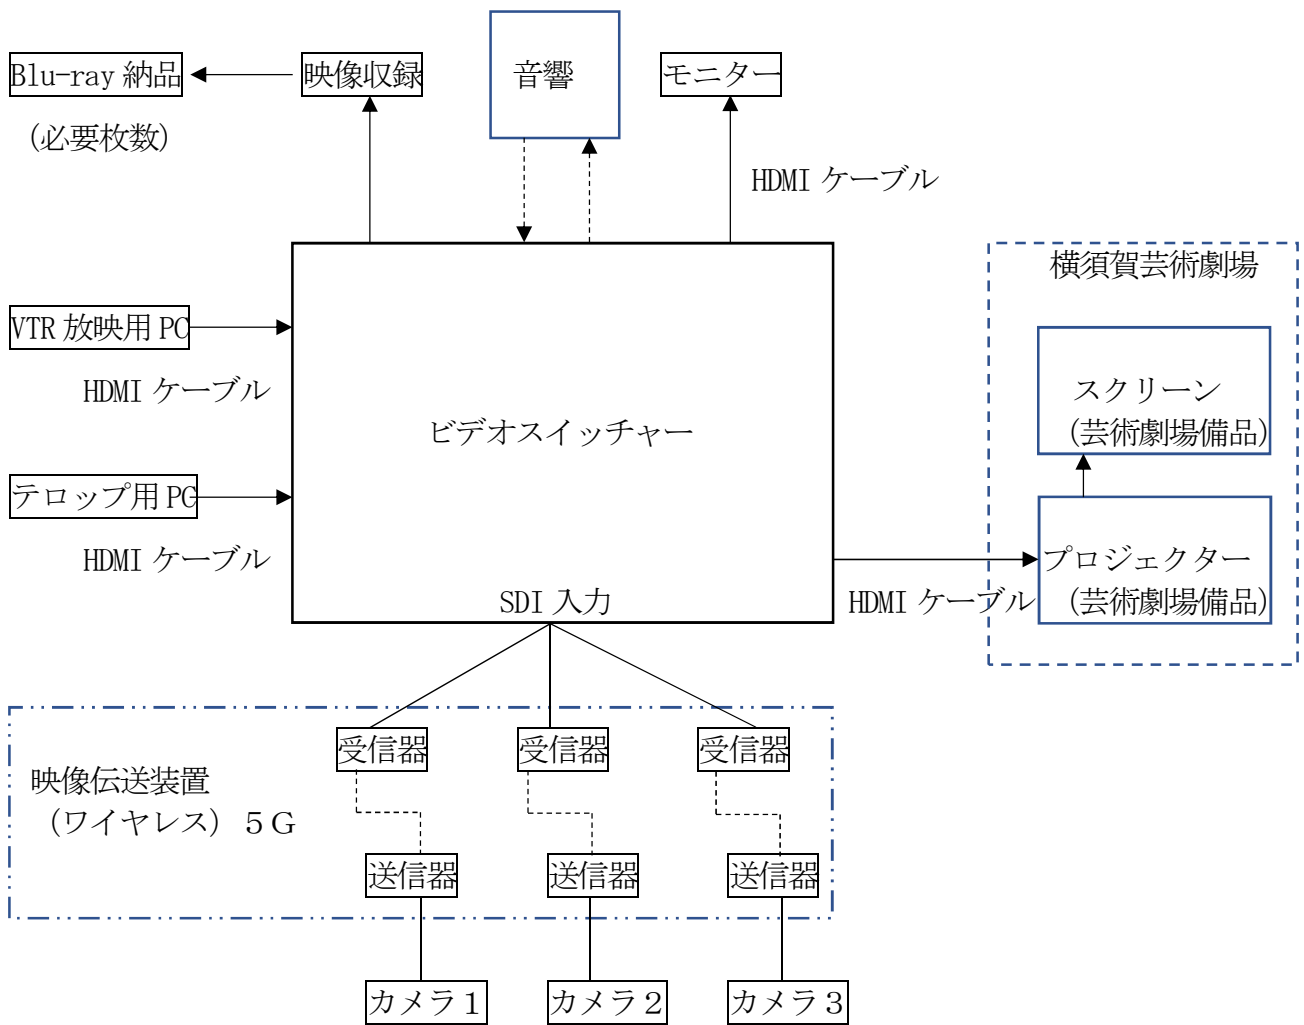 Blu-ray 納品
(必要枚数)
映像収録
音響
モニター
HDMI ケーブル
横須賀芸術劇場
VTR 放映用 PC
HDMI ケーブル
スクリーン
(芸術劇場備品)
ビデオスイッチャー
テロップ用 PC
HDMI ケーブル
プロジェクター
(芸術劇場備品)
HDMI ケーブル
SDI 入力
受信器
受信器
受信器
映像伝送装置
(ワイヤレス) 5G
送信器
送信器
送信器
カメラ1
カメラ2
カメラ3